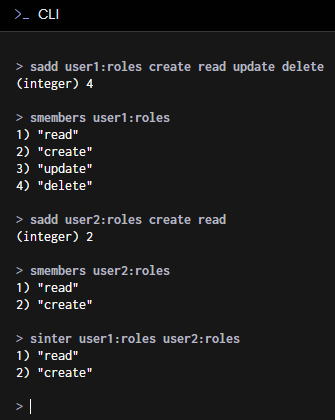 >_ CLI
> sadd user1:roles create read update delete
(integer) 4
> smembers user1:roles
1) "read"
2) "create"
3) "update"
4) "delete"
> sadd user2:roles create read
(integer) 2
> smembers user2:roles
1) "read"
2) "create"
> sinter user1:roles user2:roles
1) "read"
2) "create"
>